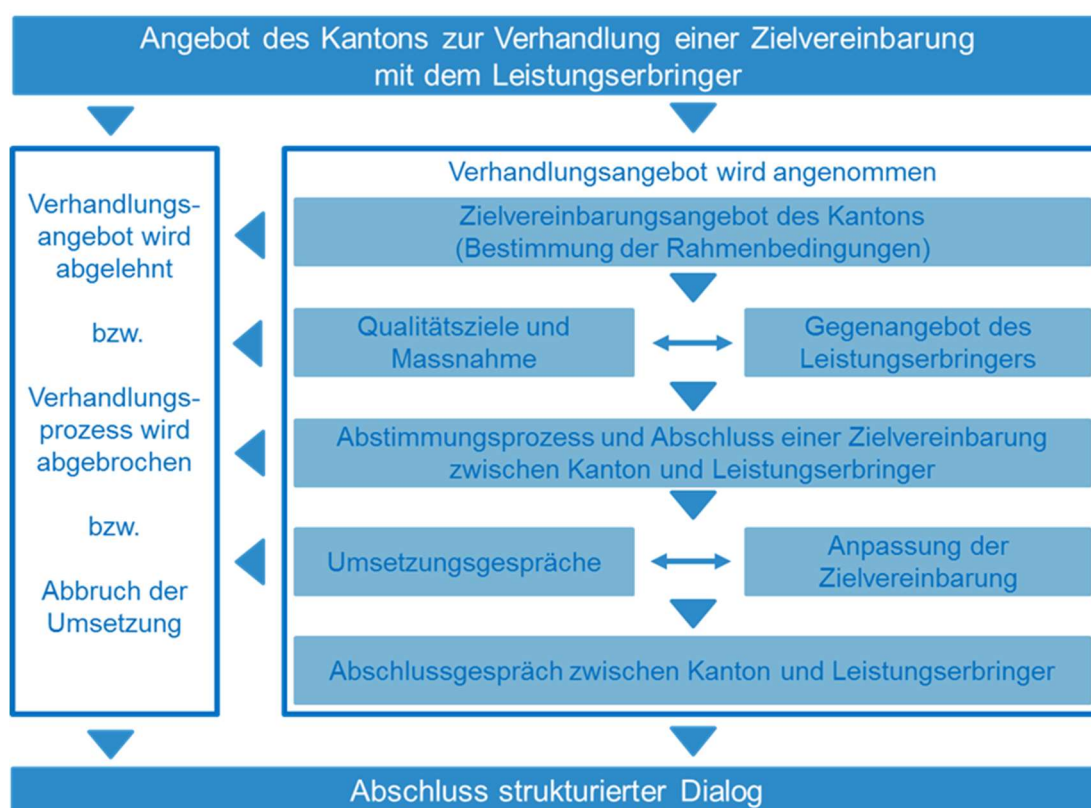 Angebot des Kantons zur Verhandlung einer Zielvereinbarung
mit dem Leistungserbringer
Verhandlungs-
angebot wird
abgelehnt
bzw.
Verhandlungs-
prozess wird
abgebrochen
bzw.
Abbruch der
Umsetzung
Verhandlungsangebot wird angenommen
Zielvereinbarungsangebot des Kantons
(Bestimmung der Rahmenbedingungen)
Qualitätsziele und
Massnahme
Gegenangebot des
Leistungserbringers
Abstimmungsprozess und Abschluss einer Zielvereinbarung
zwischen Kanton und Leistungserbringer
Umsetzungsgespräche
Anpassung der
Zielvereinbarung
Abschlussgespräch zwischen Kanton und Leistungserbringer
Abschluss strukturierter Dialog